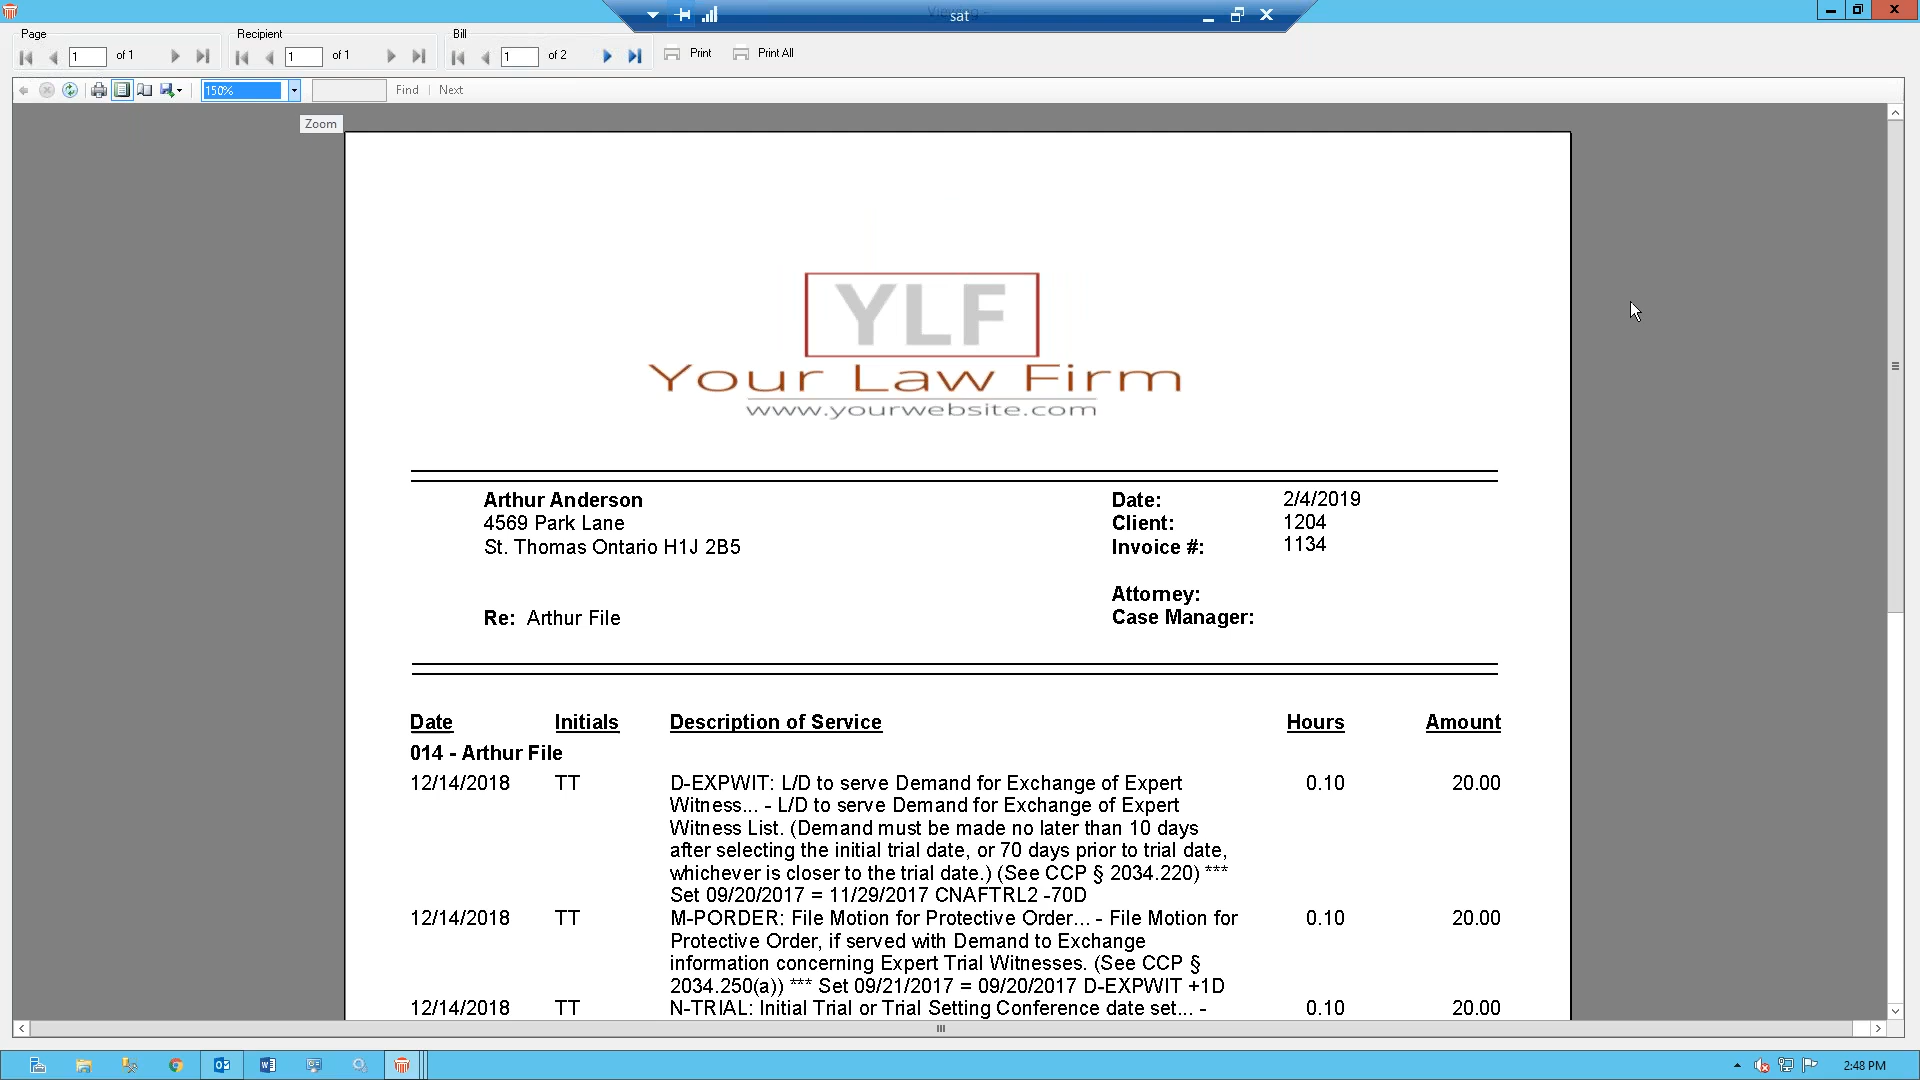 sat
Page
Recipient
Bill
1 of 1
1 of 1
1 of 2
Print
Print All
150%
Find | Next
Zoom
YLF
Your Law Firm
www.yourwebsite.com
Arthur Anderson
4569 Park Lane
St. Thomas Ontario H1J 2B5
Re: Arthur File
Date: 2/4/2019
Client: 1204
Invoice #: 1134
Attorney:
Case Manager:
Date Initials Description of Service Hours Amount
014 - Arthur File
12/14/2018 TT D-EXPWIT: L/D to serve Demand for Exchange of Expert 0.10 20.00
Witness... - L/D to serve Demand for Exchange of Expert
Witness List. (Demand must be made no later than 10 days
after selecting the initial trial date, or 70 days prior to trial date,
whichever is closer to the trial date.) (See CCP § 2034.220) ***
Set 09/20/2017 = 11/29/2017 CNAFTRL2 -70D
12/14/2018 TT M-PORDER: File Motion for Protective Order... - File Motion for 0.10 20.00
Protective Order, if served with Demand to Exchange
information concerning Expert Trial Witnesses. (See CCP §
2034.250(a)) *** Set 09/21/2017 = 09/20/2017 D-EXPWIT +1D
12/14/2018 TT N-TRIAL: Initial Trial or Trial Setting Conference date set... - 0.10 20.00
2:48 PM